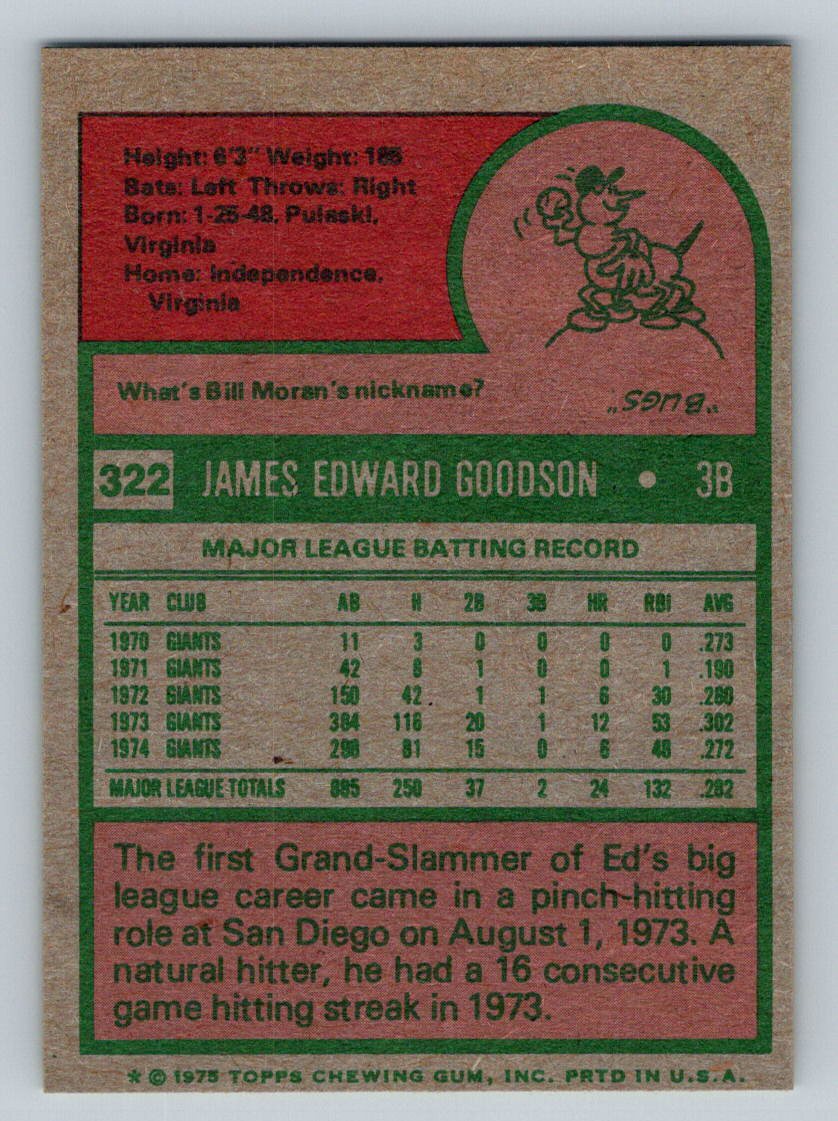 Height: 6'3" Weight: 185
Bats: Left Throws: Right
Born: 1-25-48, Pulaski,
Virginia
Home: Independence,
Virginia
What's Bill Moran's nickname?
"BUGS"
322 JAMES EDWARD GOODSON • 3B
MAJOR LEAGUE BATTING RECORD
YEAR CLUB AB H 2B 3B HR RBI AVG
1970 GIANTS 11 3 0 0 0 0 .273
1971 GIANTS 42 8 1 0 0 1 .190
1972 GIANTS 150 42 1 1 6 30 .280
1973 GIANTS 384 116 20 1 12 53 .302
1974 GIANTS 298 81 15 0 6 48 .272
MAJOR LEAGUE TOTALS 885 250 37 2 24 132 .282
The first Grand-Slammer of Ed's big
league career came in a pinch-hitting
role at San Diego on August 1, 1973. A
natural hitter, he had a 16 consecutive
game hitting streak in 1973.
* © 1975 TOPPS CHEWING GUM, INC. PRTD IN U.S.A.